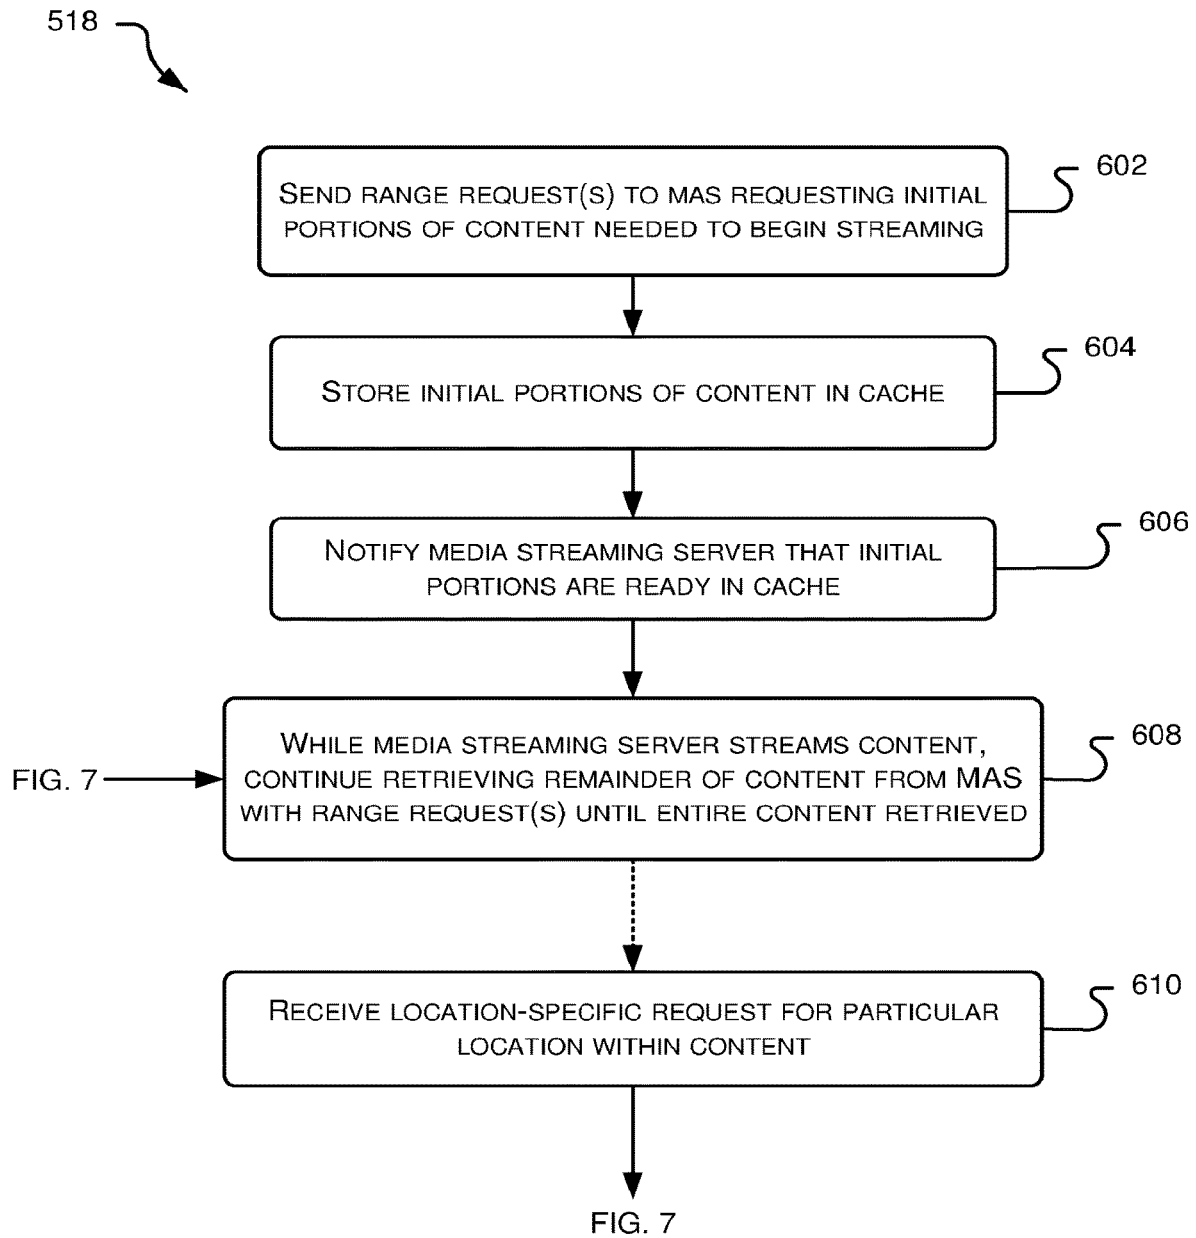 518
602
SEND RANGE REQUEST(S) TO MAS REQUESTING INITIAL
PORTIONS OF CONTENT NEEDED TO BEGIN STREAMING
604
STORE INITIAL PORTIONS OF CONTENT IN CACHE
606
NOTIFY MEDIA STREAMING SERVER THAT INITIAL
PORTIONS ARE READY IN CACHE
608
WHILE MEDIA STREAMING SERVER STREAMS CONTENT,
FIG. 7
CONTINUE RETRIEVING REMAINDER OF CONTENT FROM MAS
WITH RANGE REQUEST(S) UNTIL ENTIRE CONTENT RETRIEVED
610
RECEIVE LOCATION-SPECIFIC REQUEST FOR PARTICULAR
LOCATION WITHIN CONTENT
FIG. 7